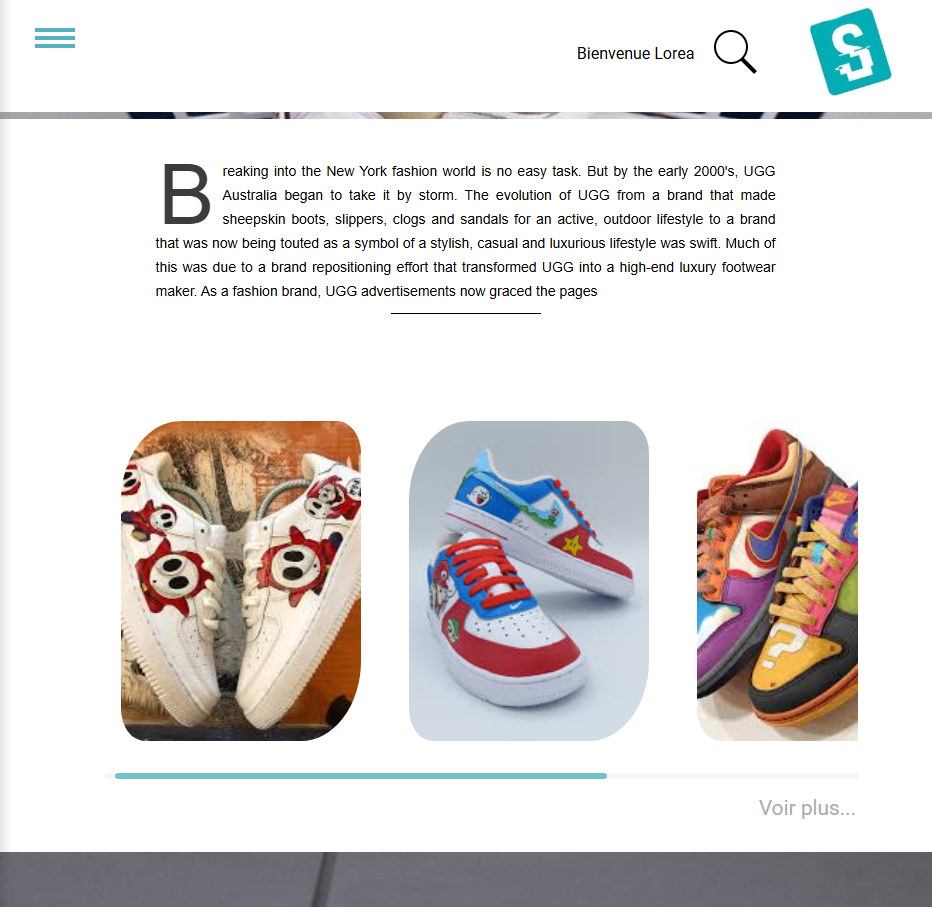 Bienvenue Lorea
Breaking into the New York fashion world is no easy task. But by the early 2000's, UGG
Australia began to take it by storm. The evolution of UGG from a brand that made
sheepskin boots, slippers, clogs and sandals for an active, outdoor lifestyle to a brand
that was now being touted as a symbol of a stylish, casual and luxurious lifestyle was swift. Much of
this was due to a brand repositioning effort that transformed UGG into a high-end luxury footwear
maker. As a fashion brand, UGG advertisements now graced the pages
?
Voir plus...